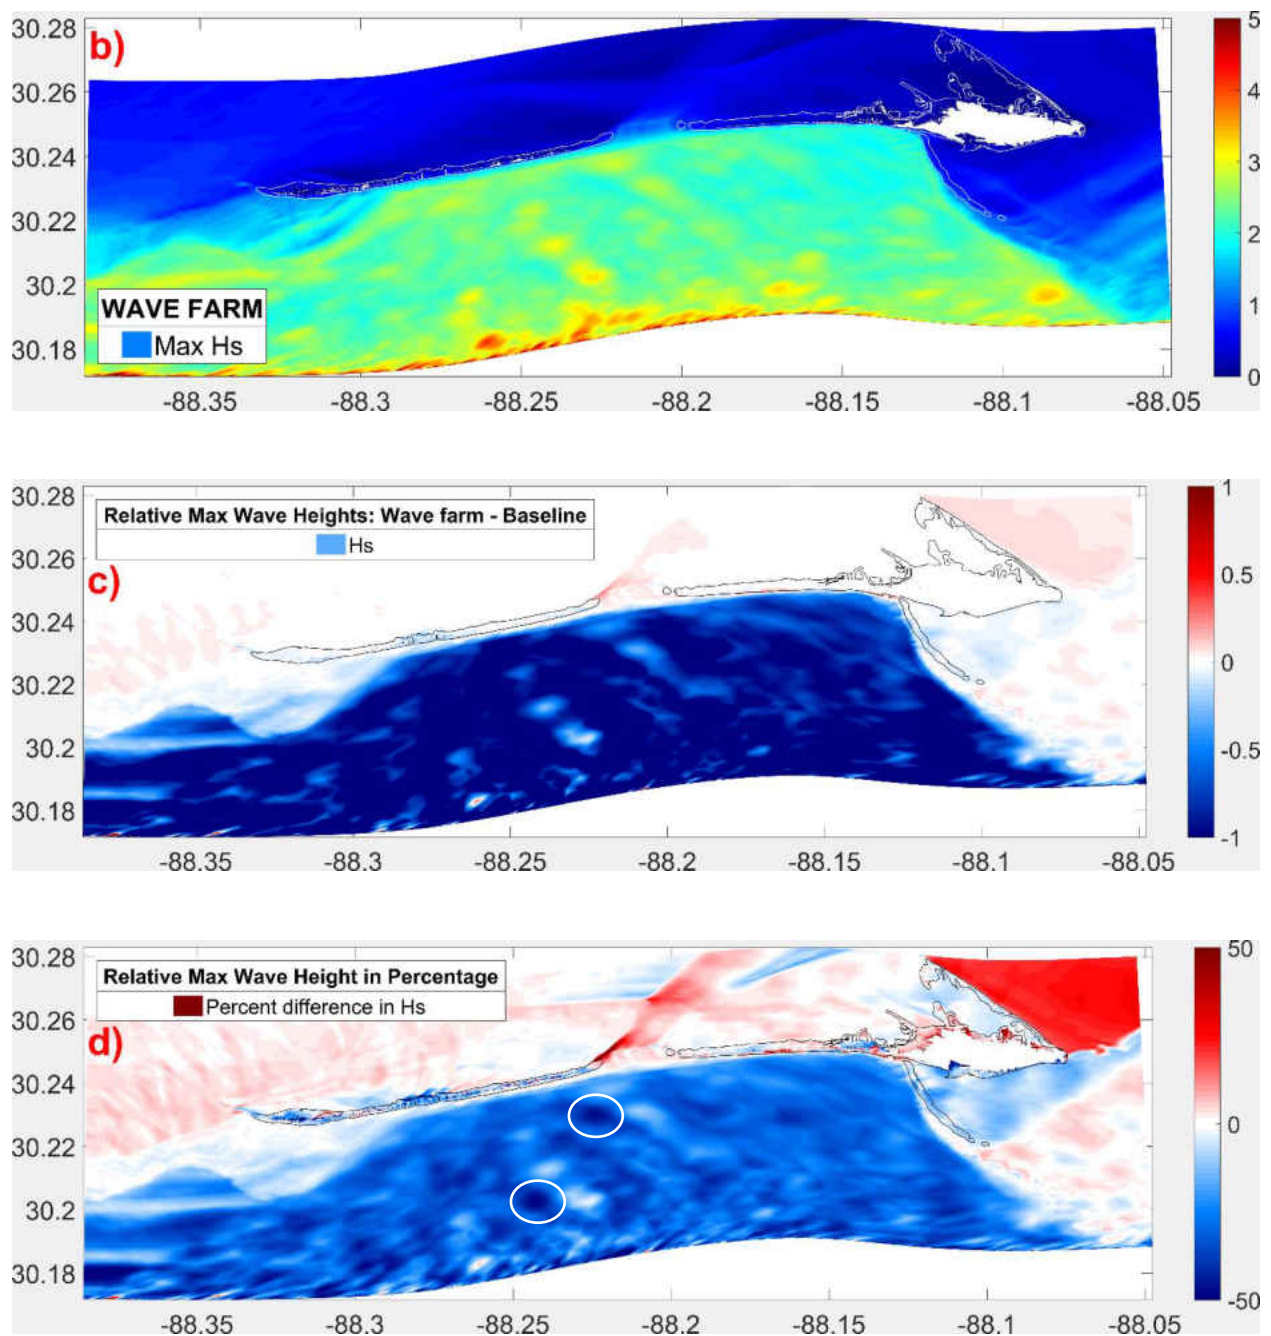 b)
30.28
30.26
30.24
30.22
30.2
30.18
WAVE FARM
Max Hs
-88.35 -88.3 -88.25 -88.2 -88.15 -88.1 -88.05
5
4
3
2
1
0
c)
30.28
30.26
30.24
30.22
30.2
30.18
Relative Max Wave Heights: Wave farm - Baseline
Hs
-88.35 -88.3 -88.25 -88.2 -88.15 -88.1 -88.05
1
0.5
0
-0.5
-1
d)
30.28
30.26
30.24
30.22
30.2
30.18
Relative Max Wave Height in Percentage
Percent difference in Hs
-88.35 -88.3 -88.25 -88.2 -88.15 -88.1 -88.05
50
0
-50